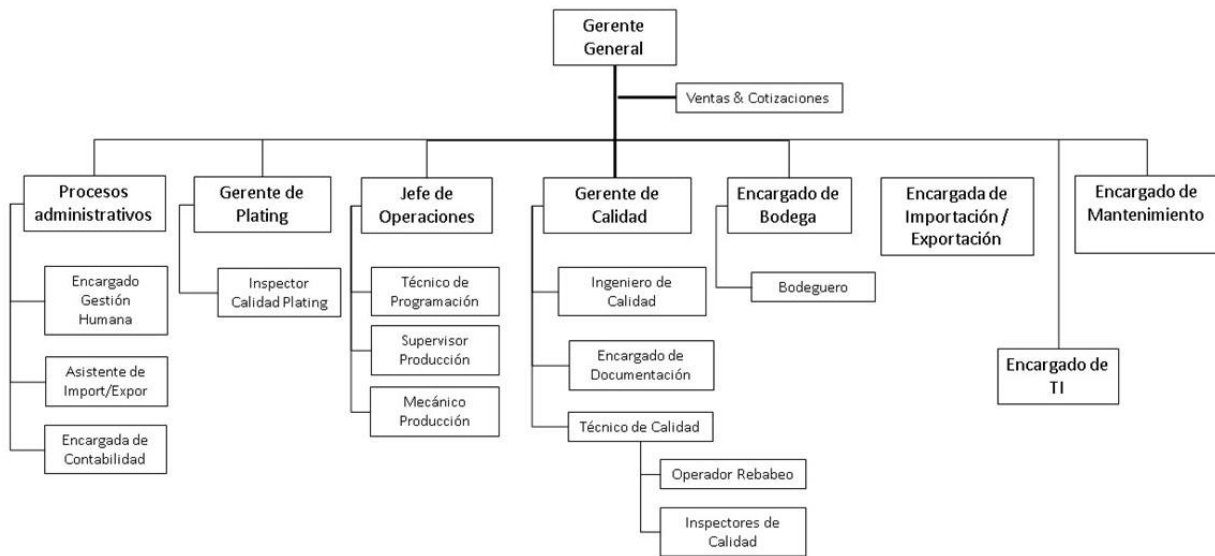 Gerente
General
Ventas & Cotizaciones
Procesos
administrativos
Gerente de
Plating
Jefe de
Operaciones
Gerente de
Calidad
Encargado de
Bodega
Encargada de
Importación /
Exportación
Encargado de
Mantenimiento
Encargado
Gestión
Humana
Inspector
Calidad Plating
Técnico de
Programación
Ingeniero de
Calidad
Bodeguero
Supervisor
Producción
Encargado de
Documentación
Encargado de
TI
Asistente de
Import/Expor
Mecánico
Producción
Técnico de Calidad
Encargada de
Contabilidad
Operador Rebabeo
Inspectores de
Calidad